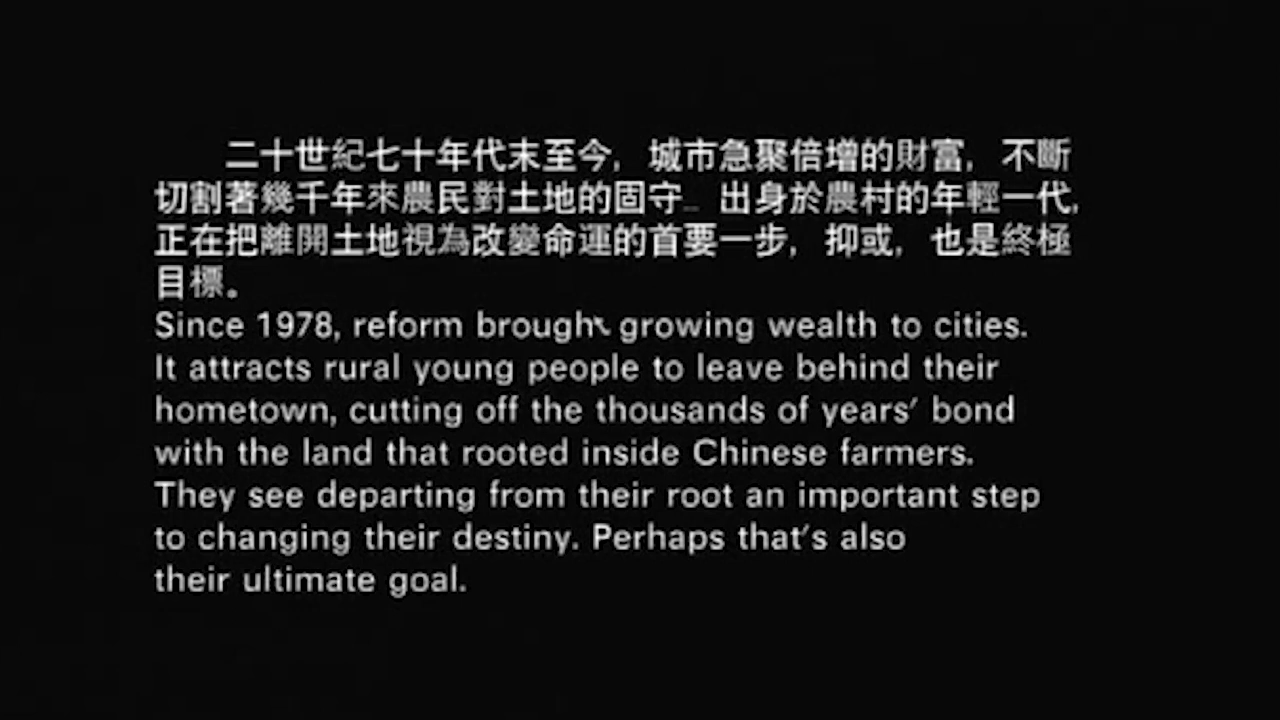 二十世紀七十年代末至今，城市急聚倍增的財富，不斷
切割著幾千年來農民對土地的固守。出身於農村的年輕一代，
正在把離開土地視為改變命運的首要一步，抑或，也是終極
目標。
Since 1978, reform brought growing wealth to cities.
It attracts rural young people to leave behind their
hometown, cutting off the thousands of years' bond
with the land that rooted inside Chinese farmers.
They see departing from their root an important step
to changing their destiny. Perhaps that's also
their ultimate goal.